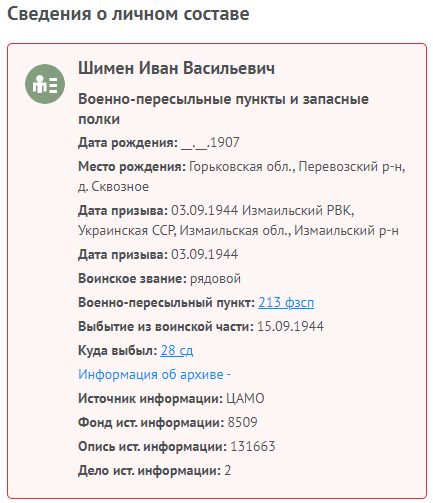 Сведения о личном составе
Шимен Иван Васильевич
Военно-пересыльные пункты и запасные
полки
Дата рождения: __.__.1907
Место рождения: Горьковская обл., Перевозский р-н,
д. Сквозное
Дата призыва: 03.09.1944 Измаильский РВК,
Украинская ССР, Измаильская обл., Измаильский р-н
Дата призыва: 03.09.1944
Воинское звание: рядовой
Военно-пересыльный пункт: 213 фзсп
Выбытие из воинской части: 15.09.1944
Куда выбыл: 28 сд
Информация об архиве -
Источник информации: ЦАМО
Фонд ист. информации: 8509
Опись ист. информации: 131663
Дело ист. информации: 2